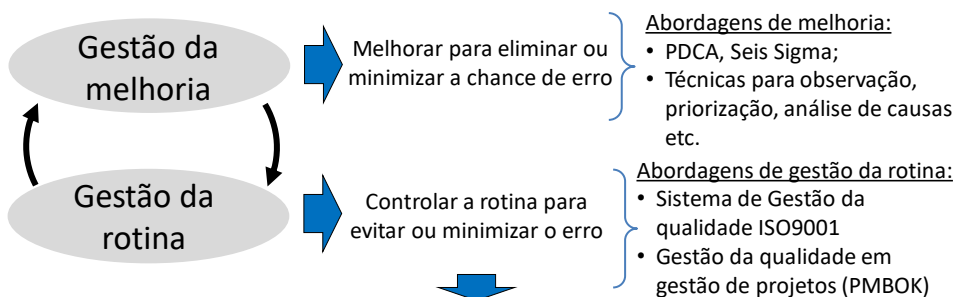 Gestão da
melhoria
Melhorar para eliminar ou
minimizar a chance de erro
Abordagens de melhoria:
• PDCA, Seis Sigma;
• Técnicas para observação,
priorização, análise de causas
etc.
Gestão da
rotina
Controlar a rotina para
evitar ou minimizar o erro
Abordagens de gestão da rotina:
• Sistema de Gestão da
qualidade ISO9001
• Gestão da qualidade em
gestão de projetos (PMBOK)